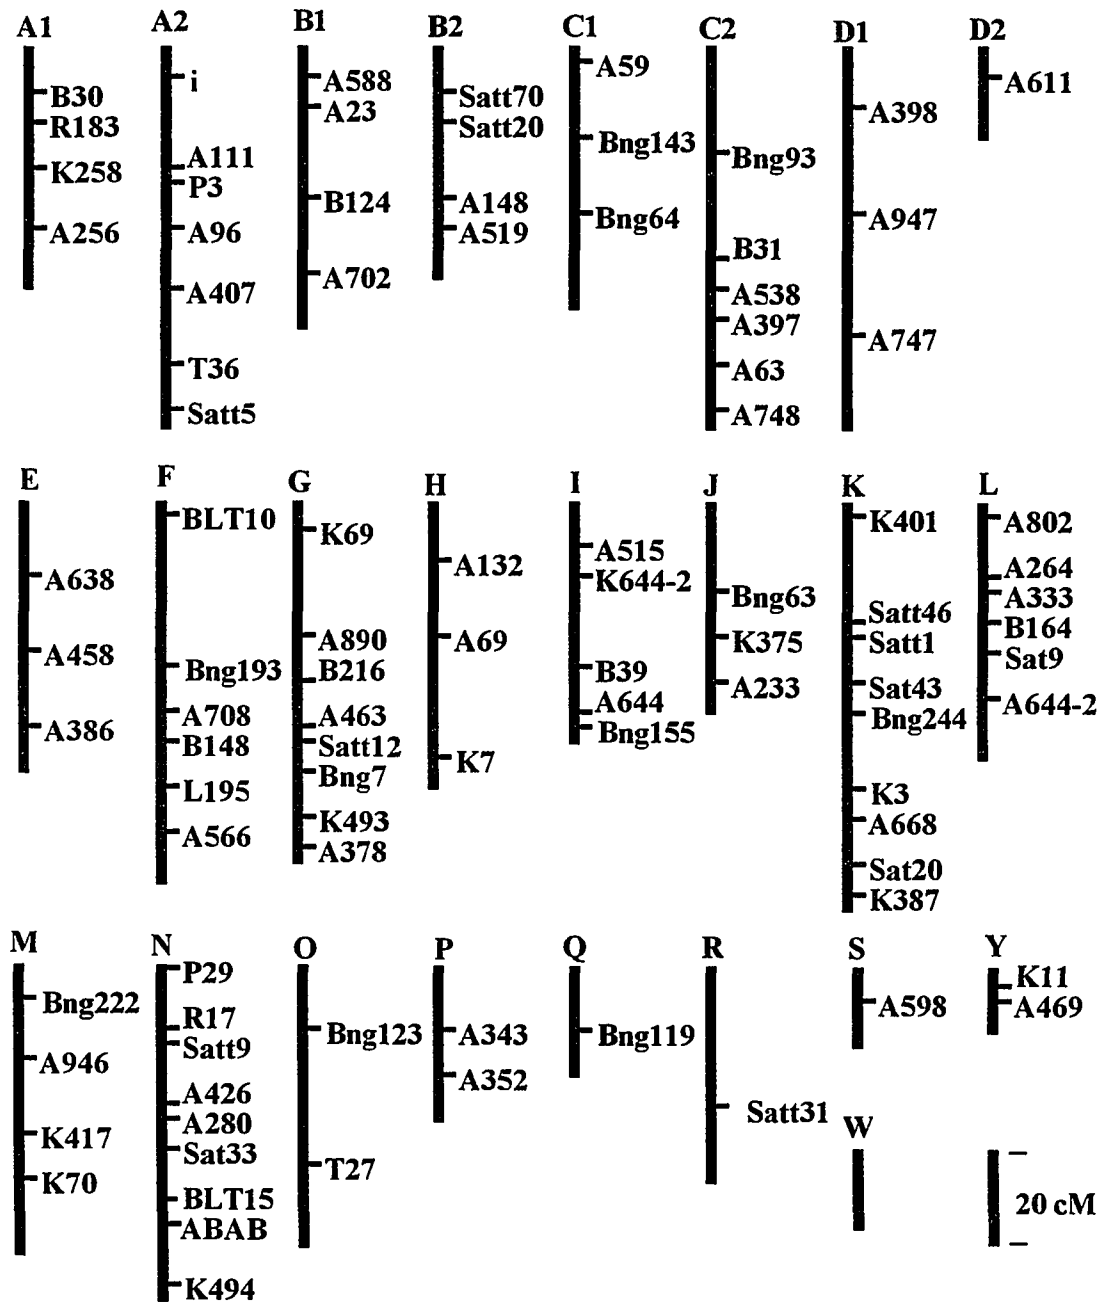 A1
B30
R183
K258
A256
A2
i
A111
P3
A96
A407
T36
Satt5
B1
A588
A23
B124
A702
B2
Satt70
Satt20
A148
A519
C1
A59
Bng143
Bng64
C2
Bng93
B31
A538
A397
A63
A748
D1
A398
A947
A747
D2
A611
E
A638
A458
A386
F
BLT10
Bng193
A708
B148
L195
A566
G
K69
A890
B216
A463
Satt12
Bng7
K493
A378
H
A132
A69
K7
I
A515
K644-2
B39
A644
Bng155
J
Bng63
K375
A233
K
K401
Satt46
Satt1
Sat43
Bng244
K3
A668
Sat20
K387
L
A802
A264
A333
B164
Sat9
A644-2
M
Bng222
A946
K417
K70
N
P29
R17
Satt9
A426
A280
Sat33
BLT15
ABAB
K494
O
Bng123
T27
P
A343
A352
Q
Bng119
R
Satt31
S
A598
W
Y
K11
A469
20 cM